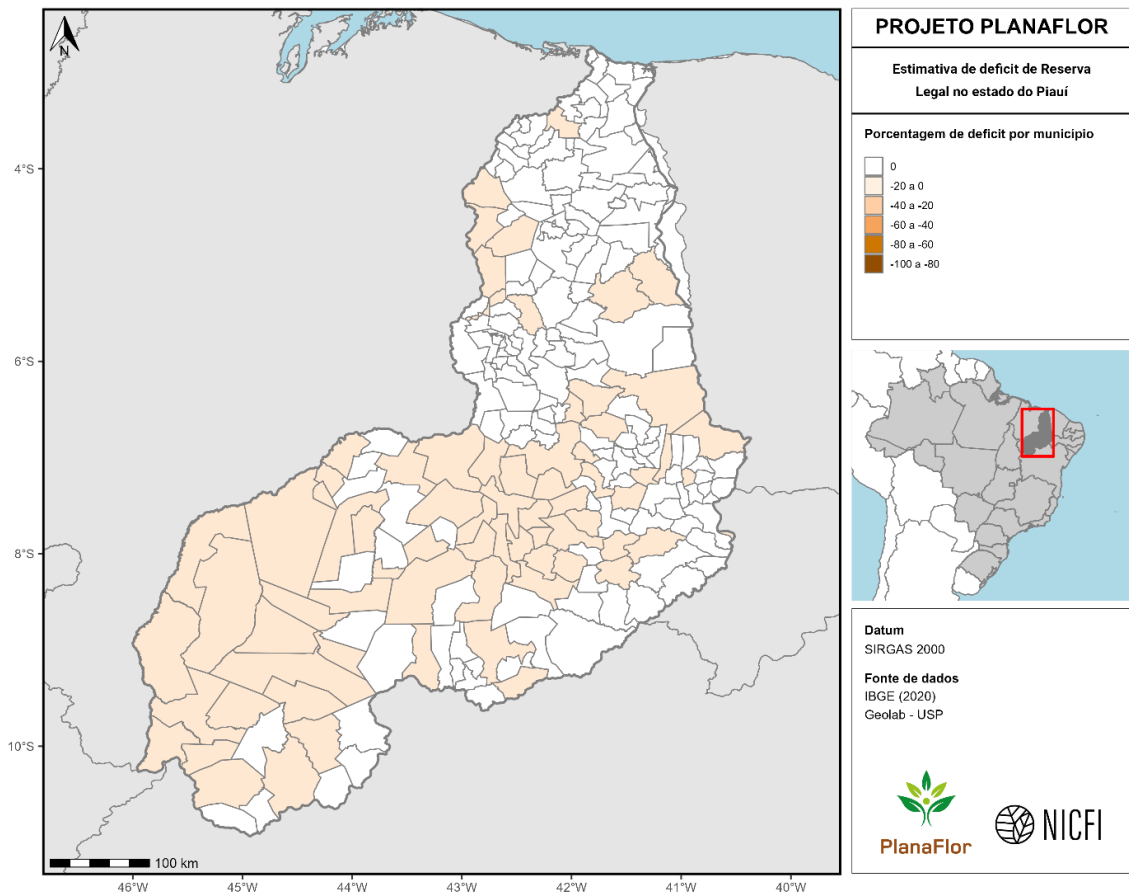 N
4°S
6°S
8°S
10°S
46°W
45°W
44°W
43°W
42°W
41°W
40°W
100 km
PROJETO PLANAFLOR
Estimativa de deficit de Reserva
Legal no estado do Piauí
Porcentagem de deficit por município
0
-20 a 0
-40 a -20
-60 a -40
-80 a -60
-100 a -80
Datum
SIRGAS 2000
Fonte de dados
IBGE (2020)
Geolab - USP
PlanaFlor
NICFI